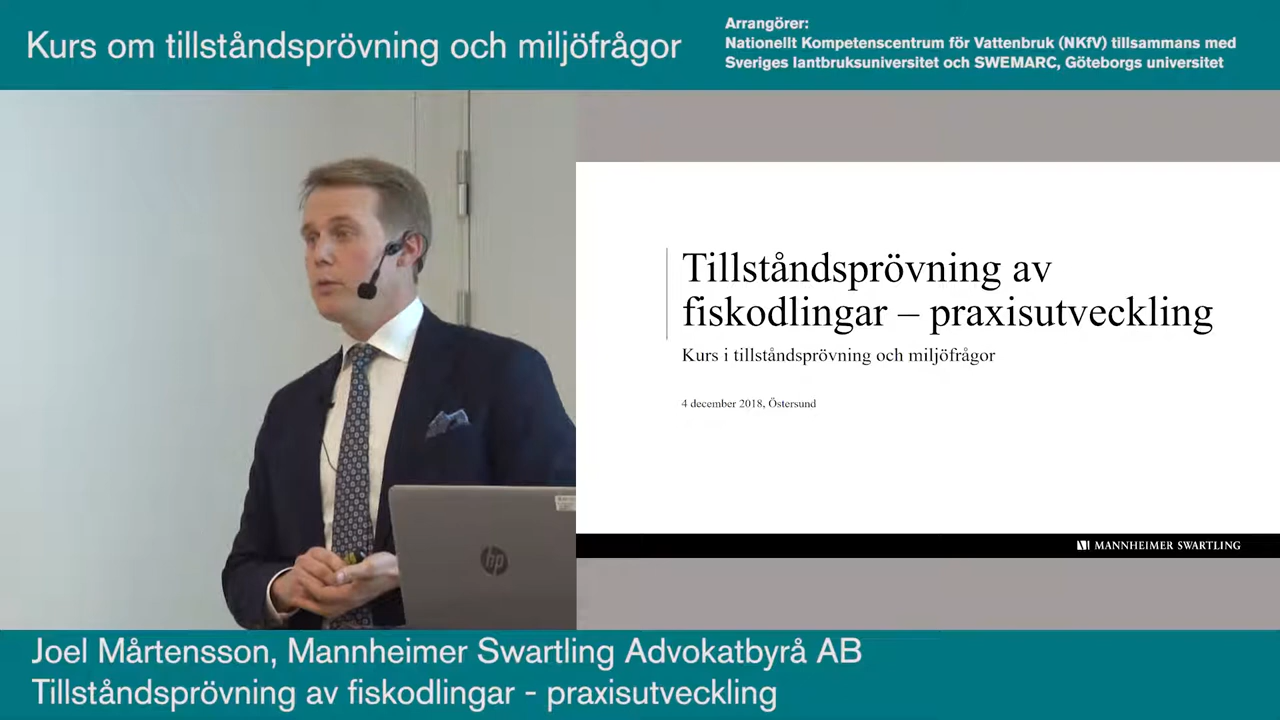 Kurs om tillståndsprövning och miljöfrågor
Arrangörer:
Nationellt Kompetenscentrum för Vattenbruk (NKfV) tillsammans med
Sveriges lantbruksuniversitet och SWEMARC, Göteborgs universitet
Tillståndsprövning av
fiskodlingar – praxisutveckling
Kurs i tillståndsprövning och miljöfrågor
4 december 2018, Östersund
MANNHEIMER SWARTLING
hp
Joel Mårtensson, Mannheimer Swartling Advokatbyrå AB
Tillståndsprövning av fiskodlingar - praxisutveckling